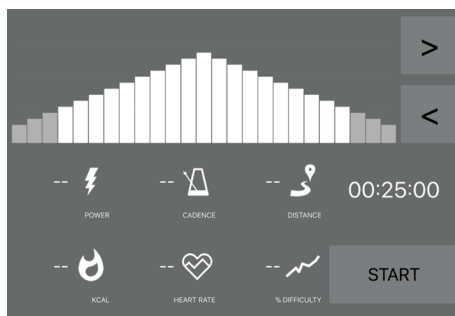 >
<
-- -- -- 00:25:00
POWER CADENCE DISTANCE
-- -- -- START
KCAL HEART RATE % DIFFICULTY